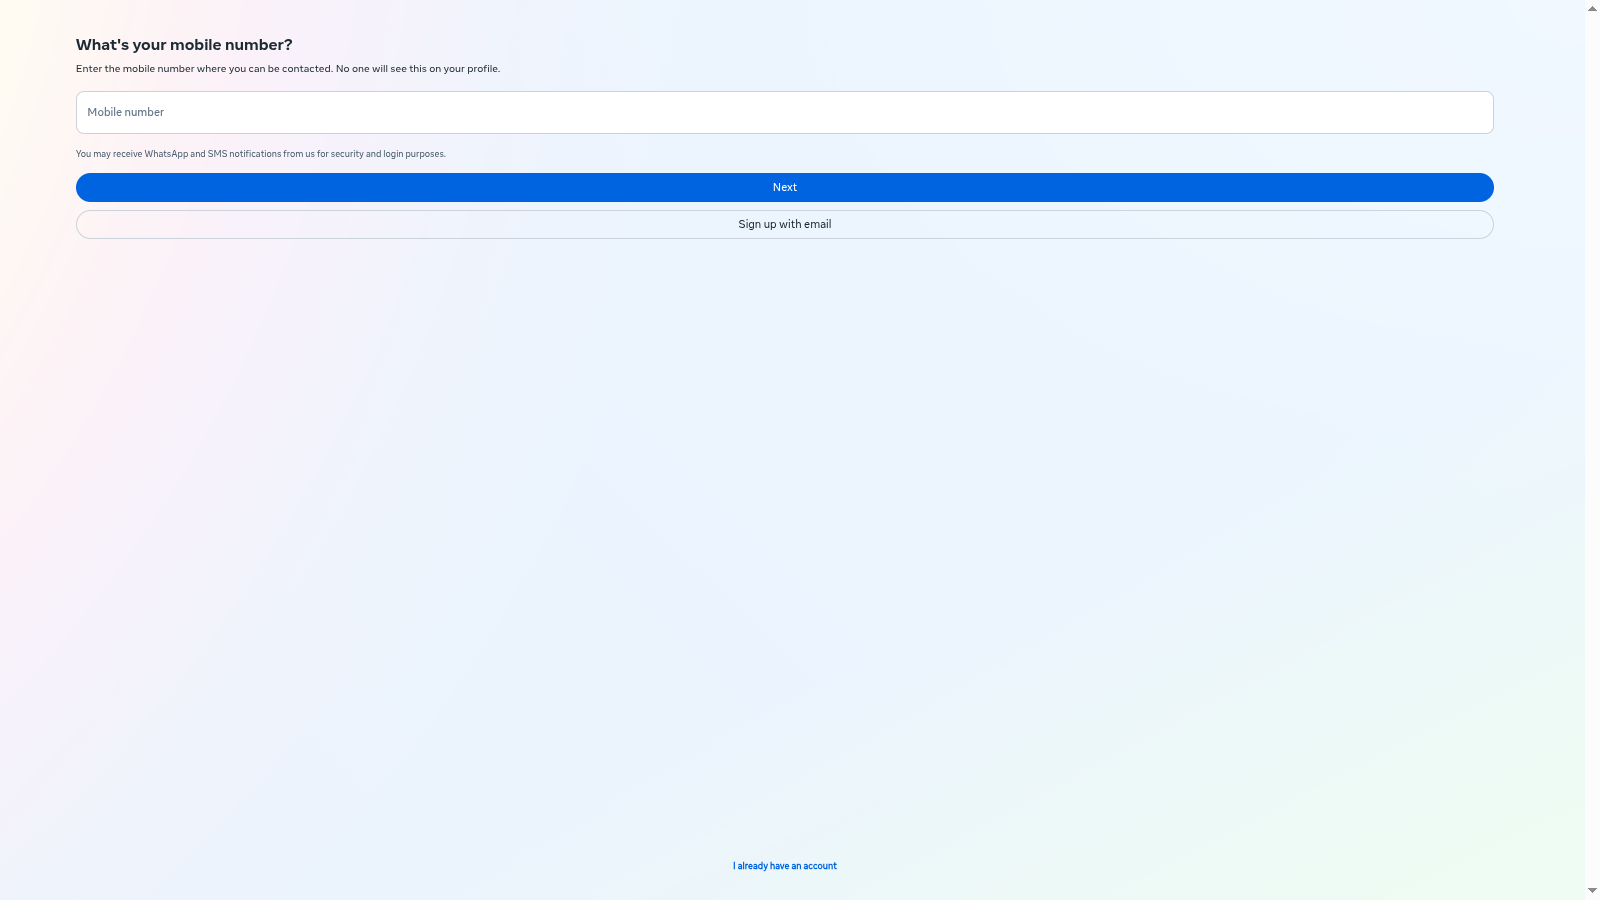 What's your mobile number?
Enter the mobile number where you can be contacted. No one will see this on your profile.
Mobile number
You may receive WhatsApp and SMS notifications from us for security and login purposes.
Next
Sign up with email
I already have an account